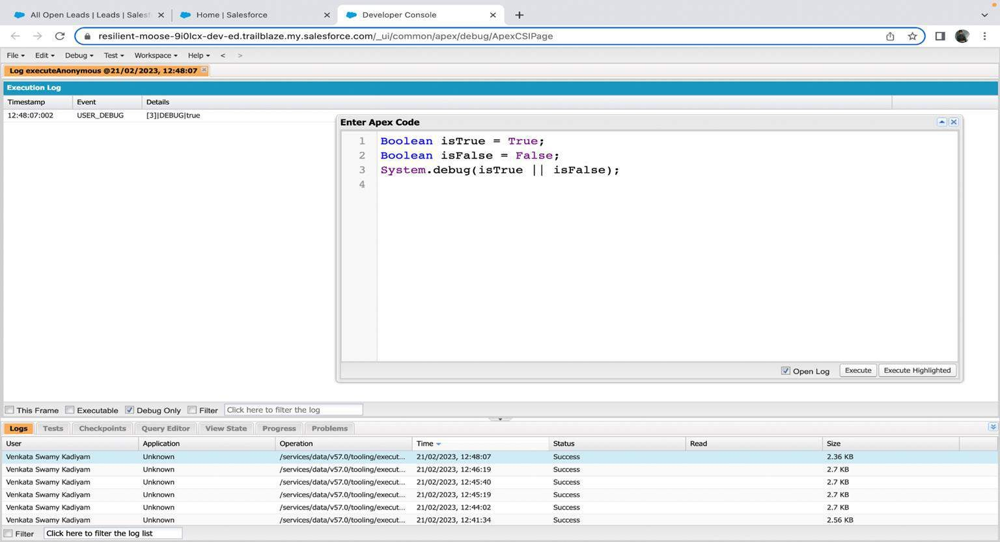 All Open Leads | Leads | Salesf
Home | Salesforce
Developer Console
resilient-moose-9i0lcx-dev-ed.trailblaze.my.salesforce.com/_ui/common/apex/debug/ApexCSIPage
File Edit Debug Test Workspace Help < >
Log executeAnonymous @21/02/2023, 12:48:07
Execution Log
Timestamp Event Details
12:48:07:002 USER_DEBUG [3]|DEBUG|true
Enter Apex Code
1 Boolean isTrue = True;
2 Boolean isFalse = False;
3 System.debug(isTrue || isFalse);
4
Open Log Execute Execute Highlighted
This Frame Executable Debug Only Filter Click here to filter the log
Logs Tests Checkpoints Query Editor View State Progress Problems
User Application Operation Time Status Read Size
Venkata Swamy Kadiyam Unknown /services/data/v57.0/tooling/execut... 21/02/2023, 12:48:07 Success 2.36 KB
Venkata Swamy Kadiyam Unknown /services/data/v57.0/tooling/execut... 21/02/2023, 12:46:19 Success 2.7 KB
Venkata Swamy Kadiyam Unknown /services/data/v57.0/tooling/execut... 21/02/2023, 12:45:40 Success 2.7 KB
Venkata Swamy Kadiyam Unknown /services/data/v57.0/tooling/execut... 21/02/2023, 12:45:19 Success 2.7 KB
Venkata Swamy Kadiyam Unknown /services/data/v57.0/tooling/execut... 21/02/2023, 12:44:02 Success 2.7 KB
Venkata Swamy Kadiyam Unknown /services/data/v57.0/tooling/execut... 21/02/2023, 12:41:34 Success 2.56 KB
Filter Click here to filter the log list